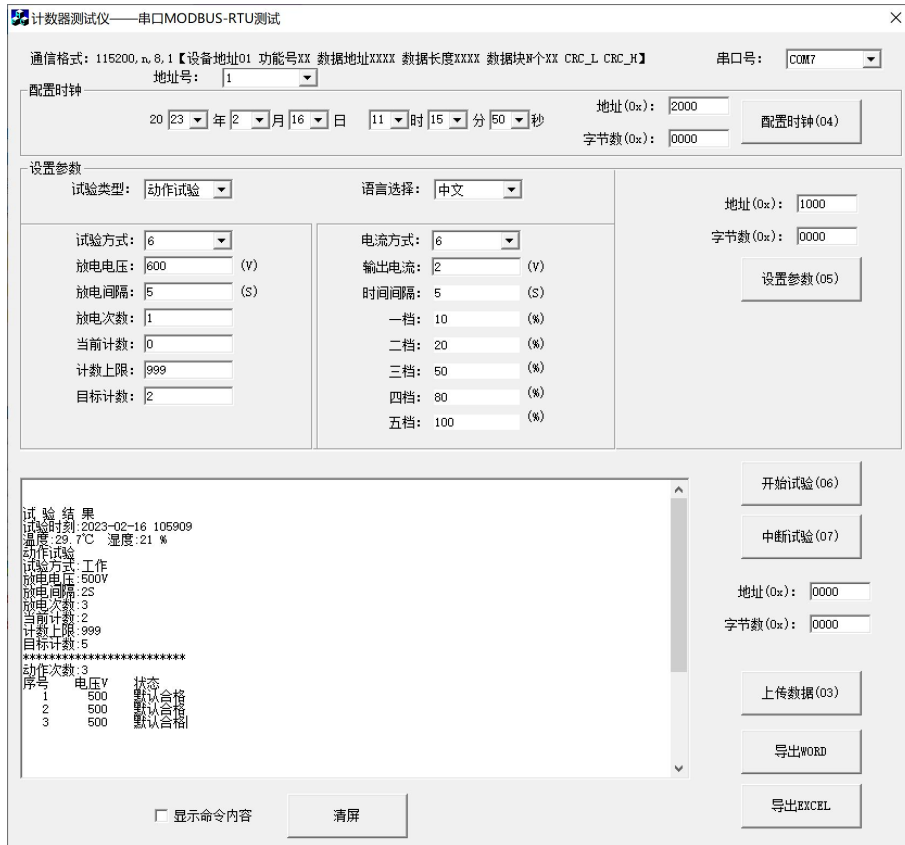 计数器测试仪——串口MODBUS-RTU测试
通信格式: 115200,n,8,1【设备地址01 功能号XX 数据地址XXXX 数据长度XXXX 数据块N个XX CRC_L CRC_H】
串口号: COM7
地址号: 1
配置时钟
20 23 年 2 月 16 日 11 时 15 分 50 秒
地址(0x): 2000
字节数(0x): 0000
配置时钟(04)
设置参数
试验类型: 动作试验
语言选择: 中文
试验方式: 6
放电电压: 600 (V)
放电间隔: 5 (S)
放电次数: 1
当前计数: 0
计数上限: 999
目标计数: 2
电流方式: 6
输出电流: 2 (V)
时间间隔: 5 (S)
一档: 10 (%)
二档: 20 (%)
三档: 50 (%)
四档: 80 (%)
五档: 100 (%)
地址(0x): 1000
字节数(0x): 0000
设置参数(05)
试 验 结 果
试验时刻:2023-02-16 105909
温度:29.7℃ 湿度:21 %
动作试验
试验方式:工作
放电电压:500V
放电间隔:2S
放电次数:3
当前计数:2
计数上限:999
目标计数:5
*************************
动作次数:3
序号 电压V 状态
1 500 默认合格
2 500 默认合格
3 500 默认合格
开始试验(06)
中断试验(07)
地址(0x): 0000
字节数(0x): 0000
上传数据(03)
导出WORD
导出EXCEL
显示命令内容
清屏